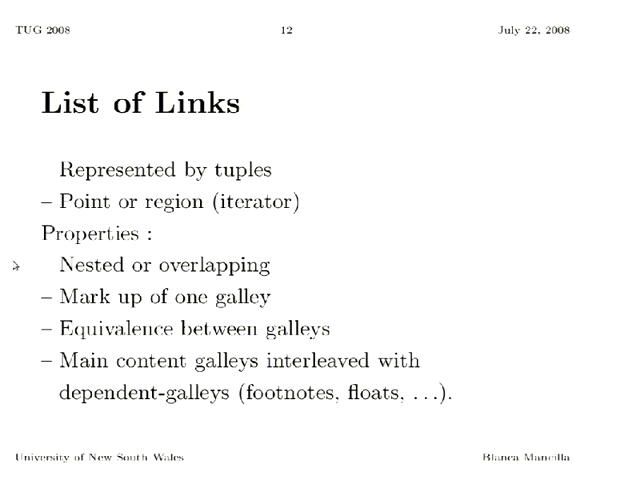 TUG 2008 12 July 22, 2008
List of Links
Represented by tuples
– Point or region (iterator)
Properties :
Nested or overlapping
– Mark up of one galley
– Equivalence between galleys
– Main content galleys interleaved with
dependent-galleys (footnotes, floats, ...).
University of New South Wales Blanca Mancilla